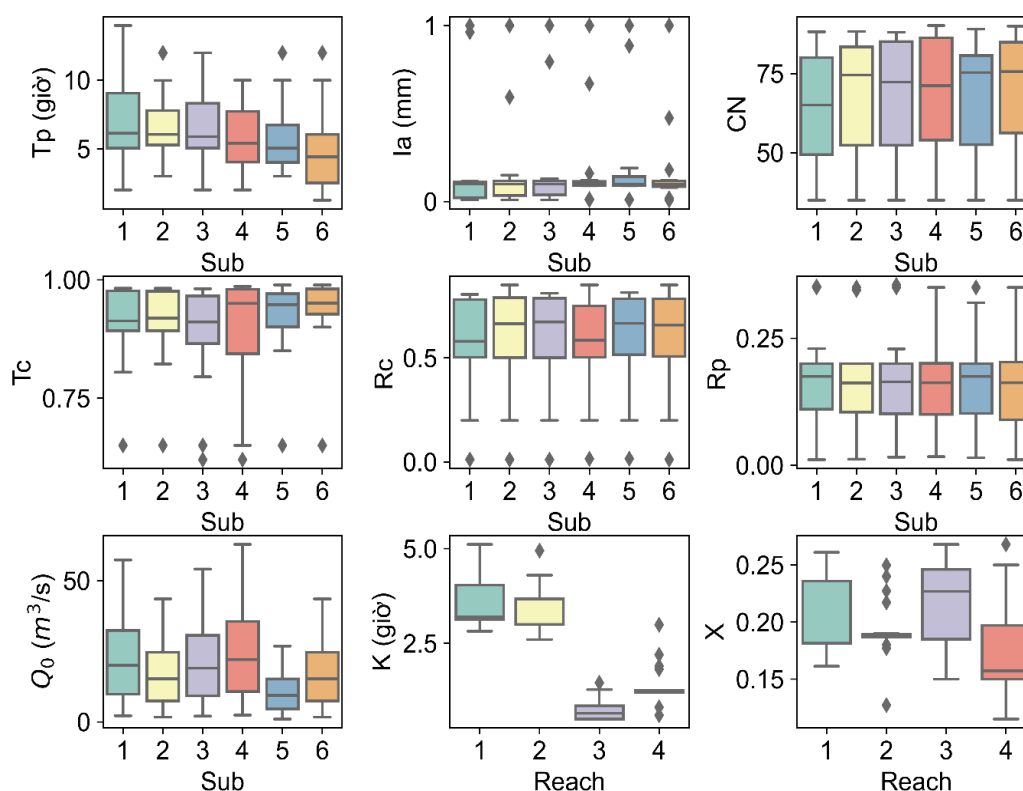 Tp (giờ)
10
5
1 2 3 4 5 6
Sub
Ia (mm)
1
0
1 2 3 4 5 6
Sub
CN
75
50
1 2 3 4 5 6
Sub
Tc
1.00
0.75
1 2 3 4 5 6
Sub
Rc
0.5
0.0
1 2 3 4 5 6
Sub
Rp
0.25
0.00
1 2 3 4 5 6
Sub
Q₀ (m³/s)
50
0
1 2 3 4 5 6
Sub
K (giờ)
5.0
2.5
1 2 3 4
Reach
X
0.25
0.20
0.15
1 2 3 4
Reach